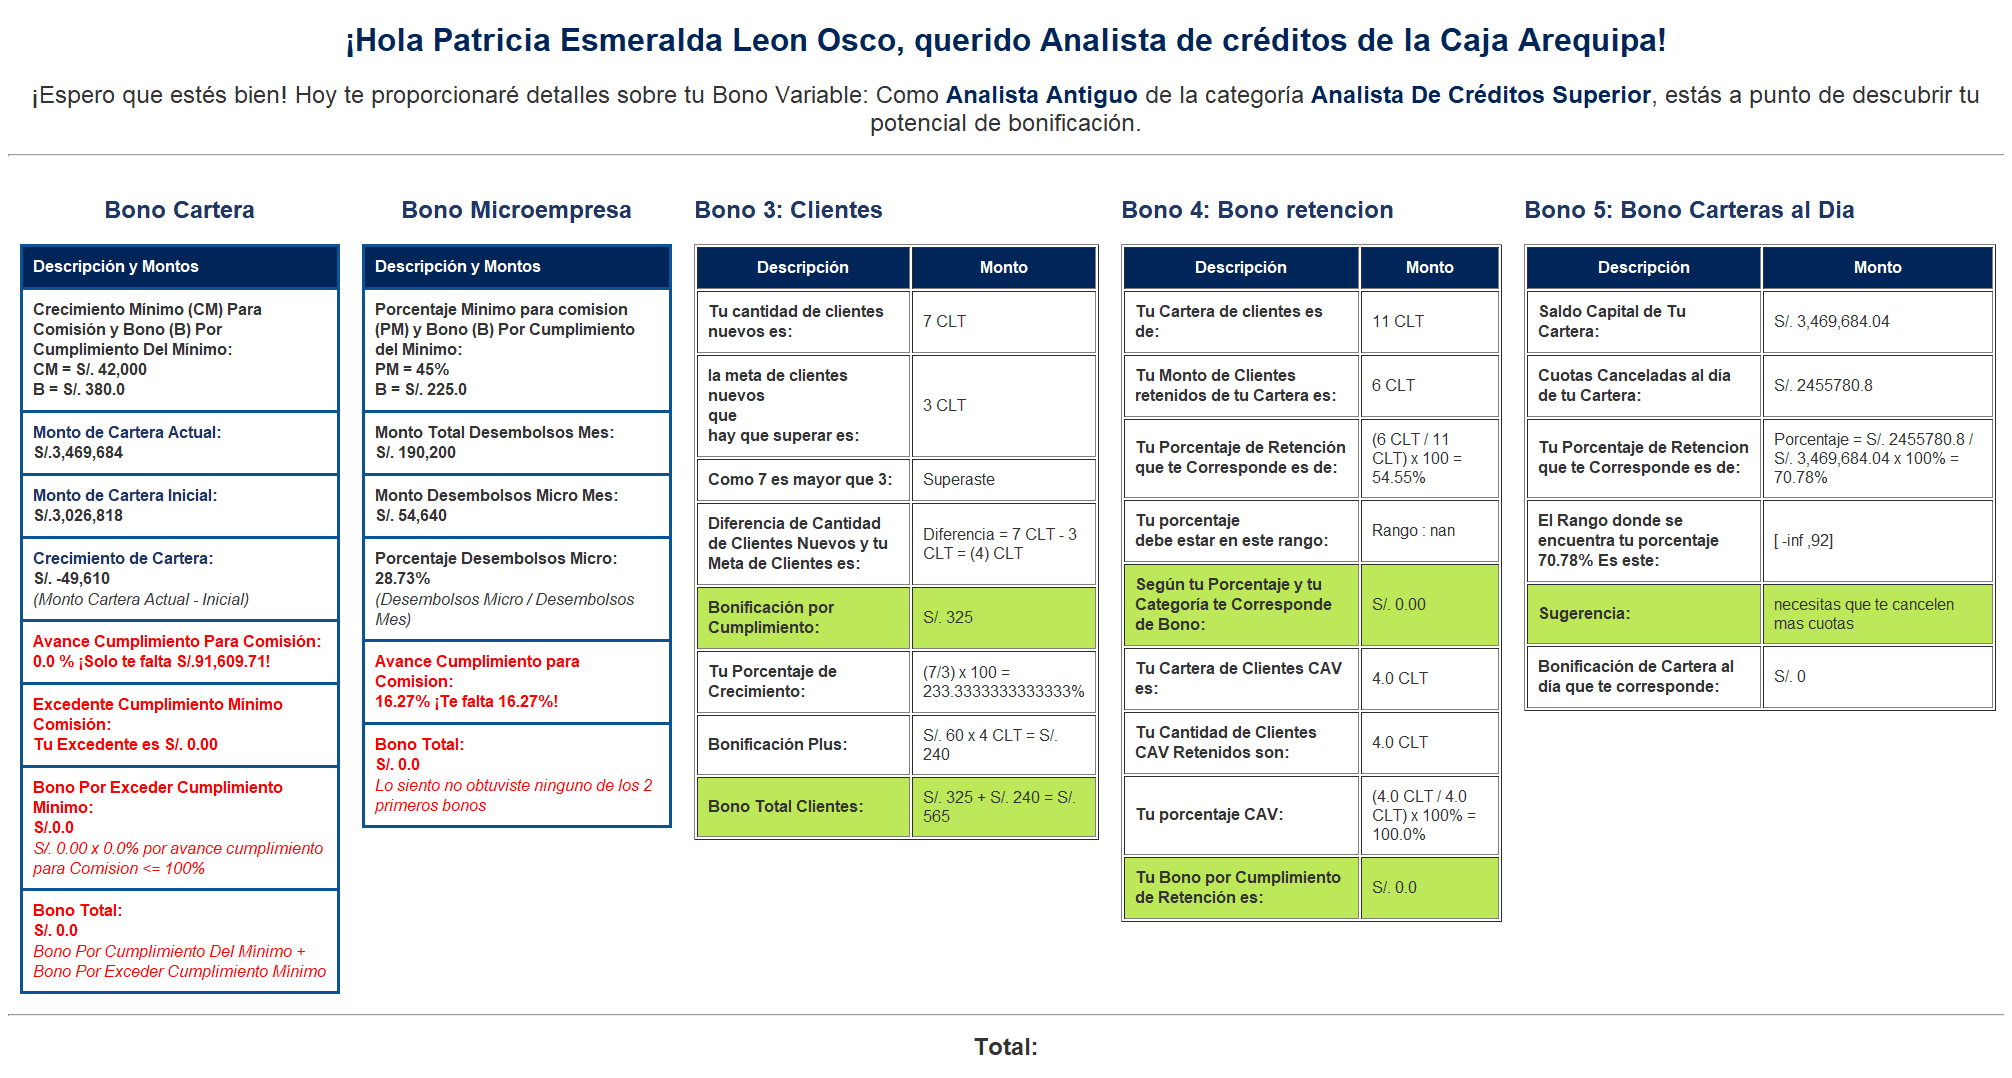 ¡Hola Patricia Esmeralda Leon Osco, querido Analista de créditos de la Caja Arequipa!
¡Espero que estés bien! Hoy te proporcionaré detalles sobre tu Bono Variable: Como Analista Antiguo de la categoría Analista De Créditos Superior, estás a punto de descubrir tu
potencial de bonificación.
Bono Cartera
Descripción y Montos
Crecimiento Mínimo (CM) Para
Comisión y Bono (B) Por
Cumplimiento Del Mínimo:
CM = S/. 42,000
B = S/. 380.0
Monto de Cartera Actual:
S/.3,469,684
Monto de Cartera Inicial:
S/.3,026,818
Crecimiento de Cartera:
S/. -49,610
(Monto Cartera Actual - Inicial)
Avance Cumplimiento Para Comisión:
0.0 % ¡Solo te falta S/.91,609.71!
Excedente Cumplimiento Mínimo
Comisión:
Tu Excedente es S/. 0.00
Bono Por Exceder Cumplimiento
Mínimo:
S/.0.0
S/. 0.00 x 0.0% por avance cumplimiento
para Comision <= 100%
Bono Total:
S/. 0.0
Bono Por Cumplimiento Del Mínimo +
Bono Por Exceder Cumplimiento Mínimo
Bono Microempresa
Descripción y Montos
Porcentaje Minimo para comision
(PM) y Bono (B) Por Cumplimiento
del Minimo:
PM = 45%
B = S/. 225.0
Monto Total Desembolsos Mes:
S/. 190,200
Monto Desembolsos Micro Mes:
S/. 54,640
Porcentaje Desembolsos Micro:
28.73%
(Desembolsos Micro / Desembolsos
Mes)
Avance Cumplimiento para
Comision:
16.27% ¡Te falta 16.27%!
Bono Total:
S/. 0.0
Lo siento no obtuviste ninguno de los 2
primeros bonos
Bono 3: Clientes
Descripción Monto
Tu cantidad de clientes
nuevos es:
7 CLT
la meta de clientes
nuevos
que
hay que superar es:
3 CLT
Como 7 es mayor que 3: Superaste
Diferencia de Cantidad
de Clientes Nuevos y tu
Meta de Clientes es:
Diferencia = 7 CLT - 3
CLT = (4) CLT
Bonificación por
Cumplimiento:
S/. 325
Tu Porcentaje de
Crecimiento:
(7/3) x 100 =
233.3333333333333%
Bonificación Plus:
S/. 60 x 4 CLT = S/.
240
Bono Total Clientes:
S/. 325 + S/. 240 = S/.
565
Bono 4: Bono retencion
Descripción Monto
Tu Cartera de clientes es
de:
11 CLT
Tu Monto de Clientes
retenidos de tu Cartera es:
6 CLT
Tu Porcentaje de Retención
que te Corresponde es de:
(6 CLT / 11
CLT) x 100 =
54.55%
Tu porcentaje
debe estar en este rango:
Rango : nan
Según tu Porcentaje y tu
Categoría te Corresponde
de Bono:
S/. 0.00
Tu Cartera de Clientes CAV
es:
4.0 CLT
Tu Cantidad de Clientes
CAV Retenidos son:
4.0 CLT
Tu porcentaje CAV:
(4.0 CLT / 4.0
CLT) x 100% =
100.0%
Tu Bono por Cumplimiento
de Retención es:
S/. 0.0
Bono 5: Bono Carteras al Dia
Descripción Monto
Saldo Capital de Tu
Cartera:
S/. 3,469,684.04
Cuotas Canceladas al día
de tu Cartera:
S/. 2455780.8
Tu Porcentaje de Retencion
que te Corresponde es de:
Porcentaje = S/. 2455780.8 /
S/. 3,469,684.04 x 100% =
70.78%
El Rango donde se
encuentra tu porcentaje
70.78% Es este:
[ -inf ,92]
Sugerencia:
necesitas que te cancelen
mas cuotas
Bonificación de Cartera al
día que te corresponde:
S/. 0
Total: